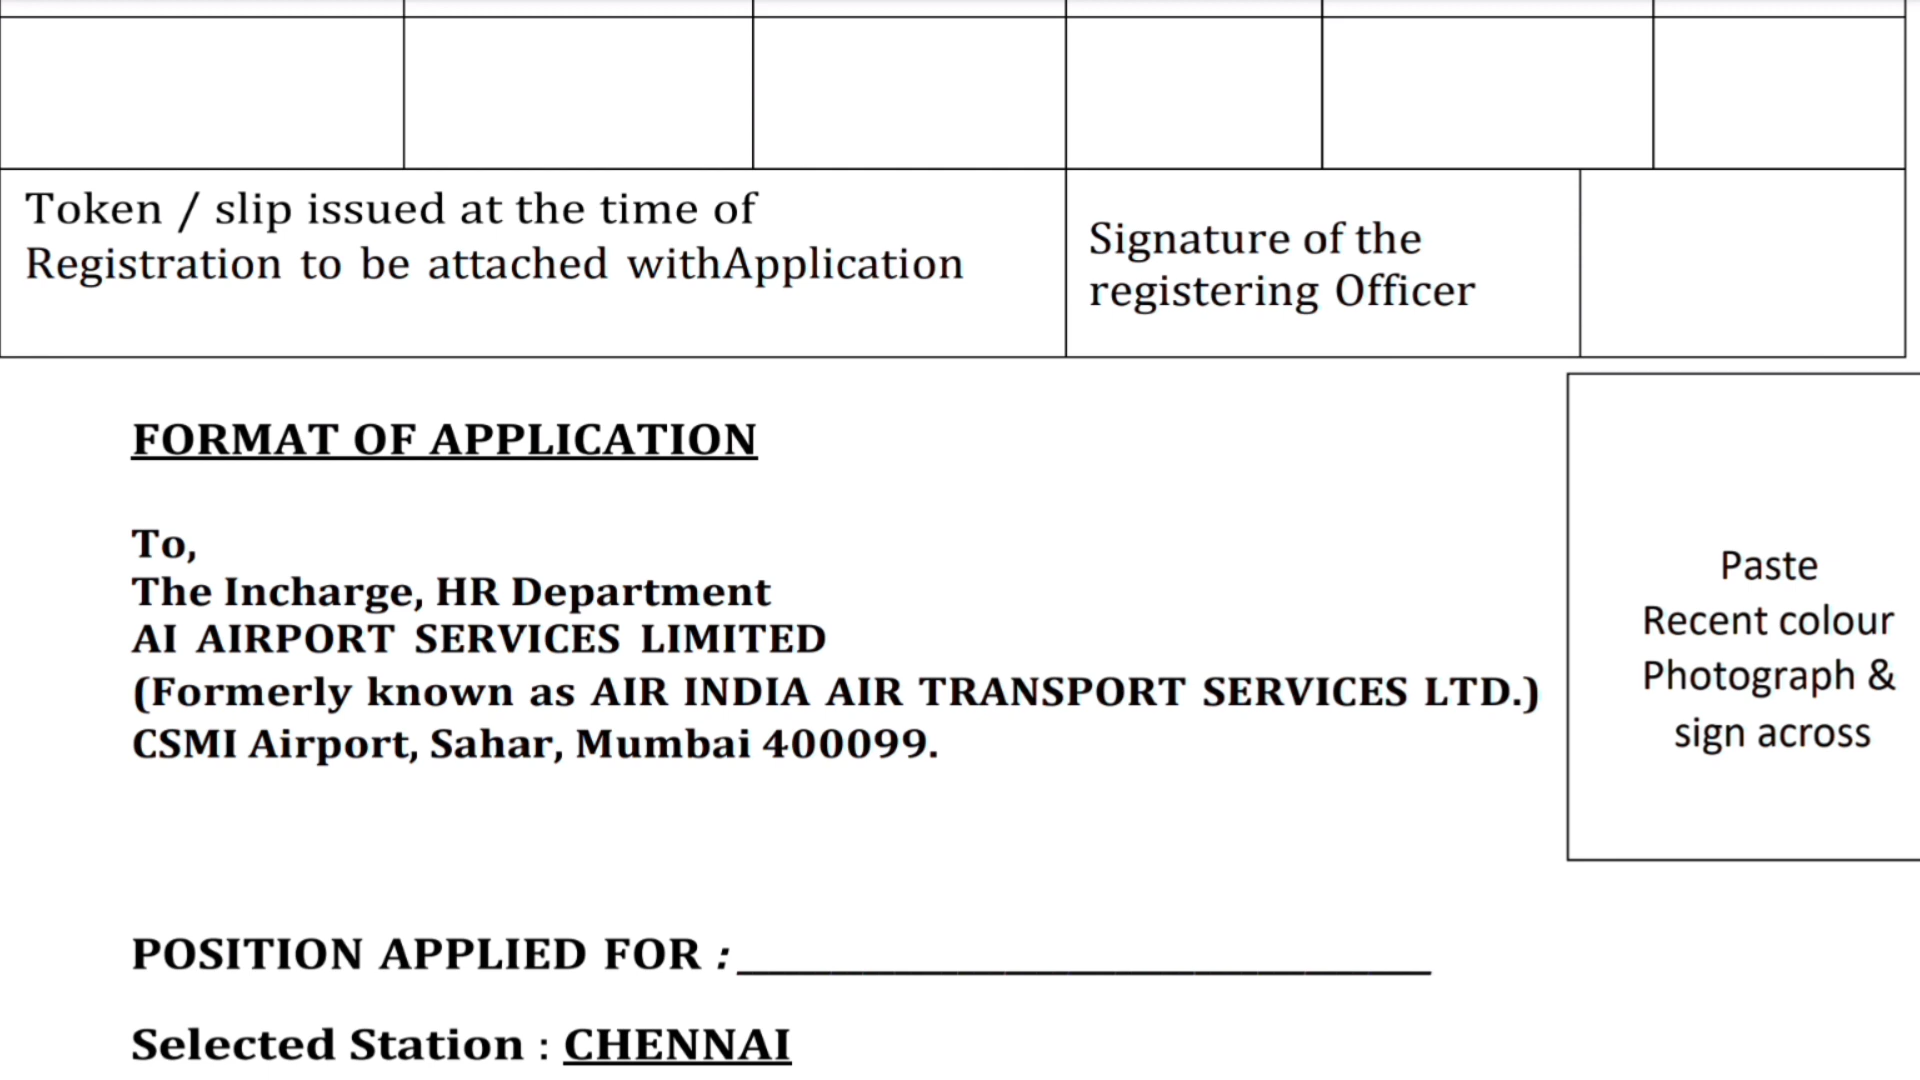 Token / slip issued at the time of
Registration to be attached withApplication
Signature of the
registering Officer
FORMAT OF APPLICATION
To,
The Incharge, HR Department
AI AIRPORT SERVICES LIMITED
(Formerly known as AIR INDIA AIR TRANSPORT SERVICES LTD.)
CSMI Airport, Sahar, Mumbai 400099.
Paste
Recent colour
Photograph &
sign across
POSITION APPLIED FOR :
Selected Station : CHENNAI